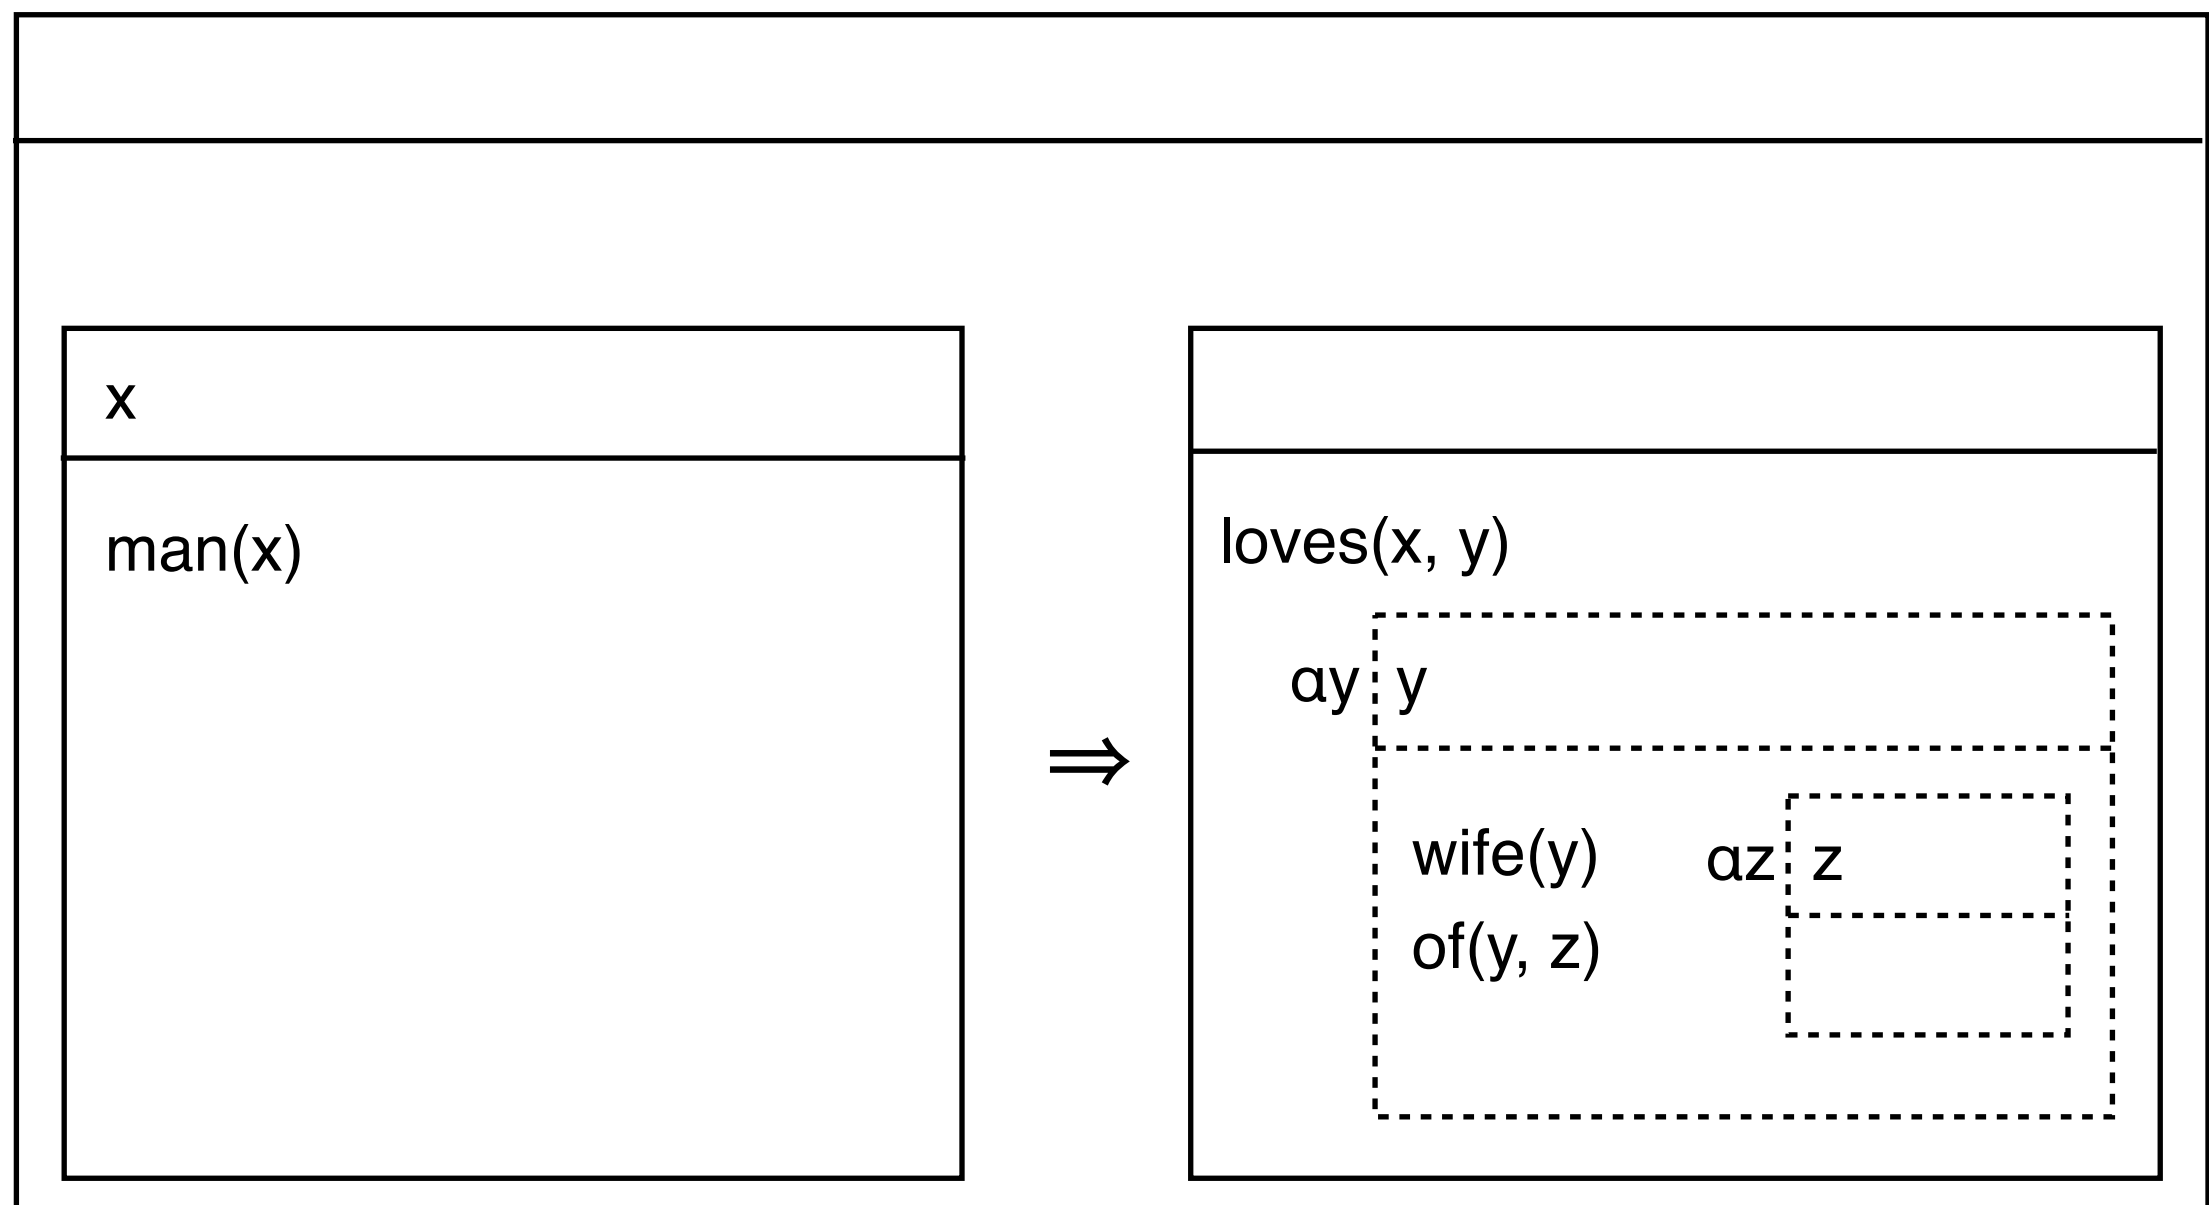 x
man(x)
⇒
loves(x, y)
αy y
wife(y) αz z
of(y, z)